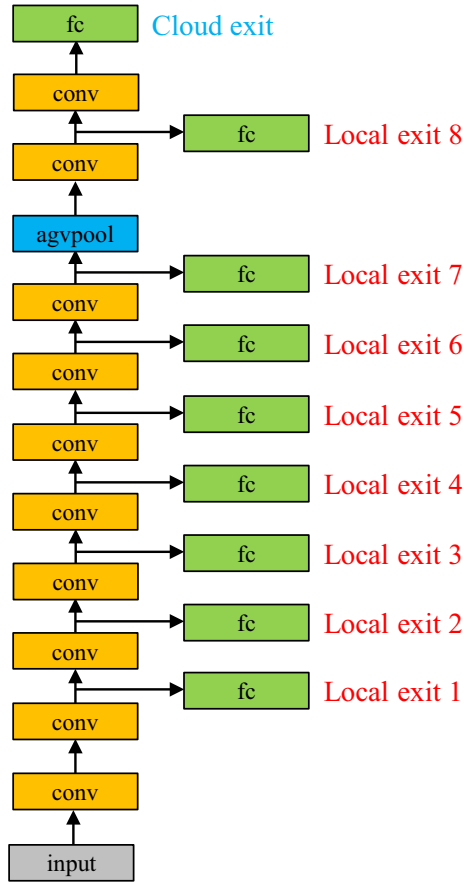 fc Cloud exit
conv
fc Local exit 8
conv
agvpool
fc Local exit 7
conv
fc Local exit 6
conv
fc Local exit 5
conv
fc Local exit 4
conv
fc Local exit 3
conv
fc Local exit 2
conv
fc Local exit 1
conv
conv
input